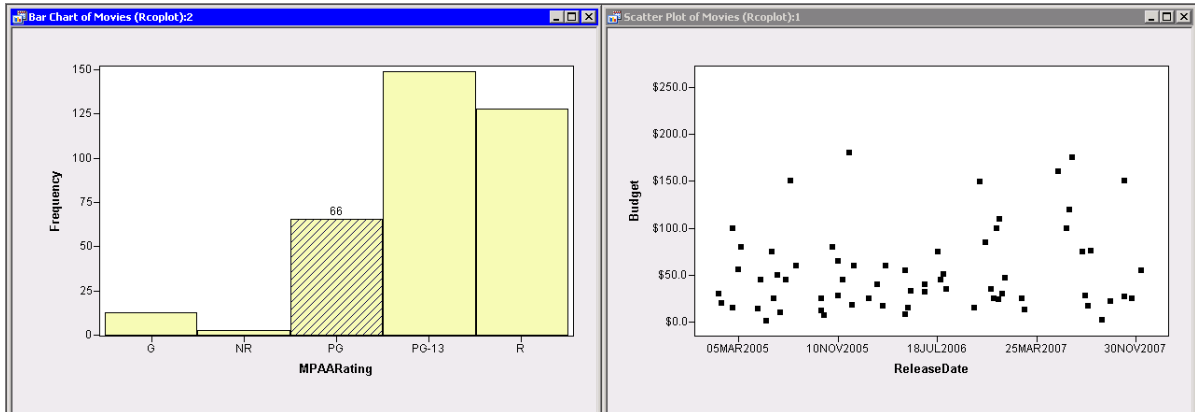 Bar Chart of Movies (Rcoplot):2
150
125
100
75
50
25
0
Frequency
66
G NR PG PG-13 R
MPAARating
Scatter Plot of Movies (Rcoplot):1
$250.0
$200.0
$150.0
$100.0
$50.0
$0.0
Budget
05MAR2005 10NOV2005 18JUL2006 25MAR2007 30NOV2007
ReleaseDate